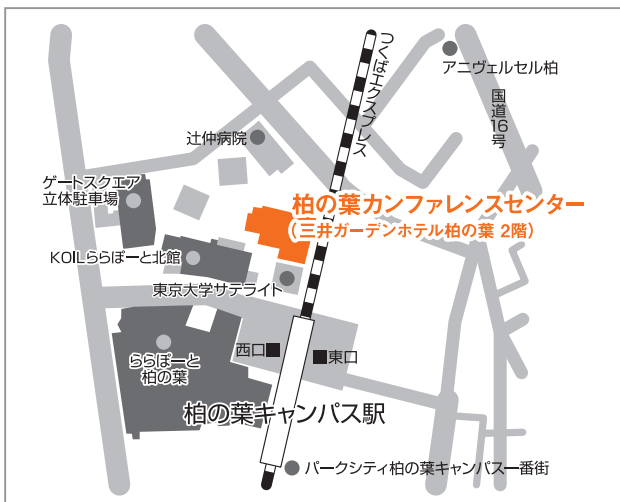 アニヴェルセル柏
国道16号
つくばエクスプレス
辻仲病院
ゲートスクエア
立体駐車場
柏の葉カンファレンスセンター
(三井ガーデンホテル柏の葉 2階)
KOILららぽーと北館
東京大学サテライト
西口
東口
ららぽーと
柏の葉
柏の葉キャンパス駅
パークシティ柏の葉キャンパス一番街